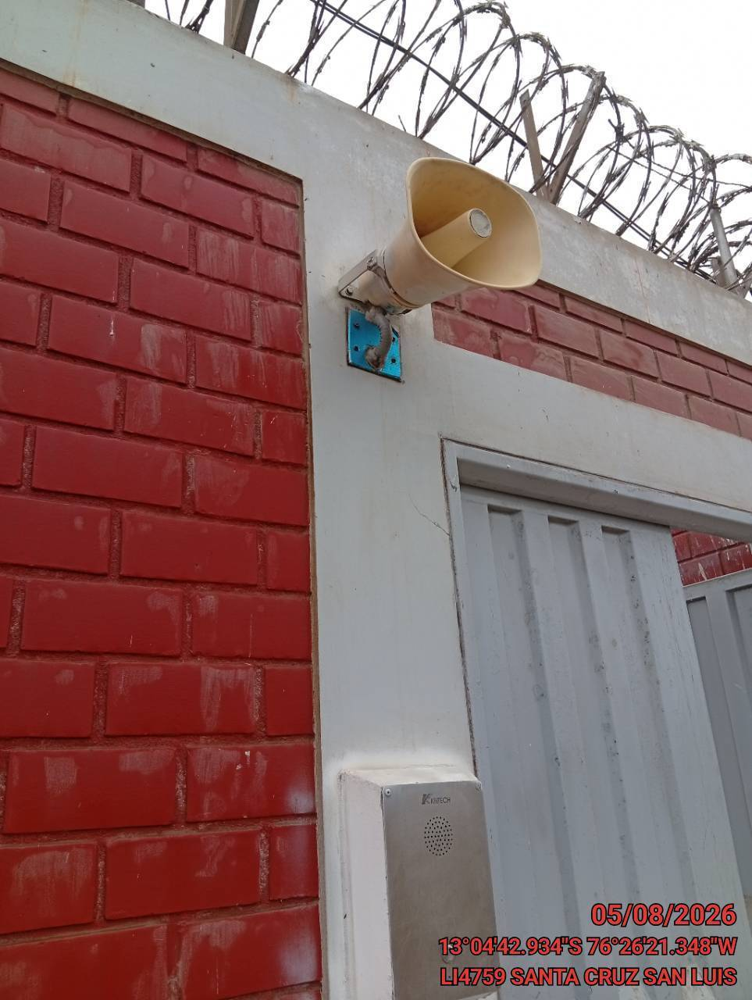 KNTECH
05/08/2026
13°04'42.934"S 76°26'21.348"W
LI4759 SANTA CRUZ SAN LUIS